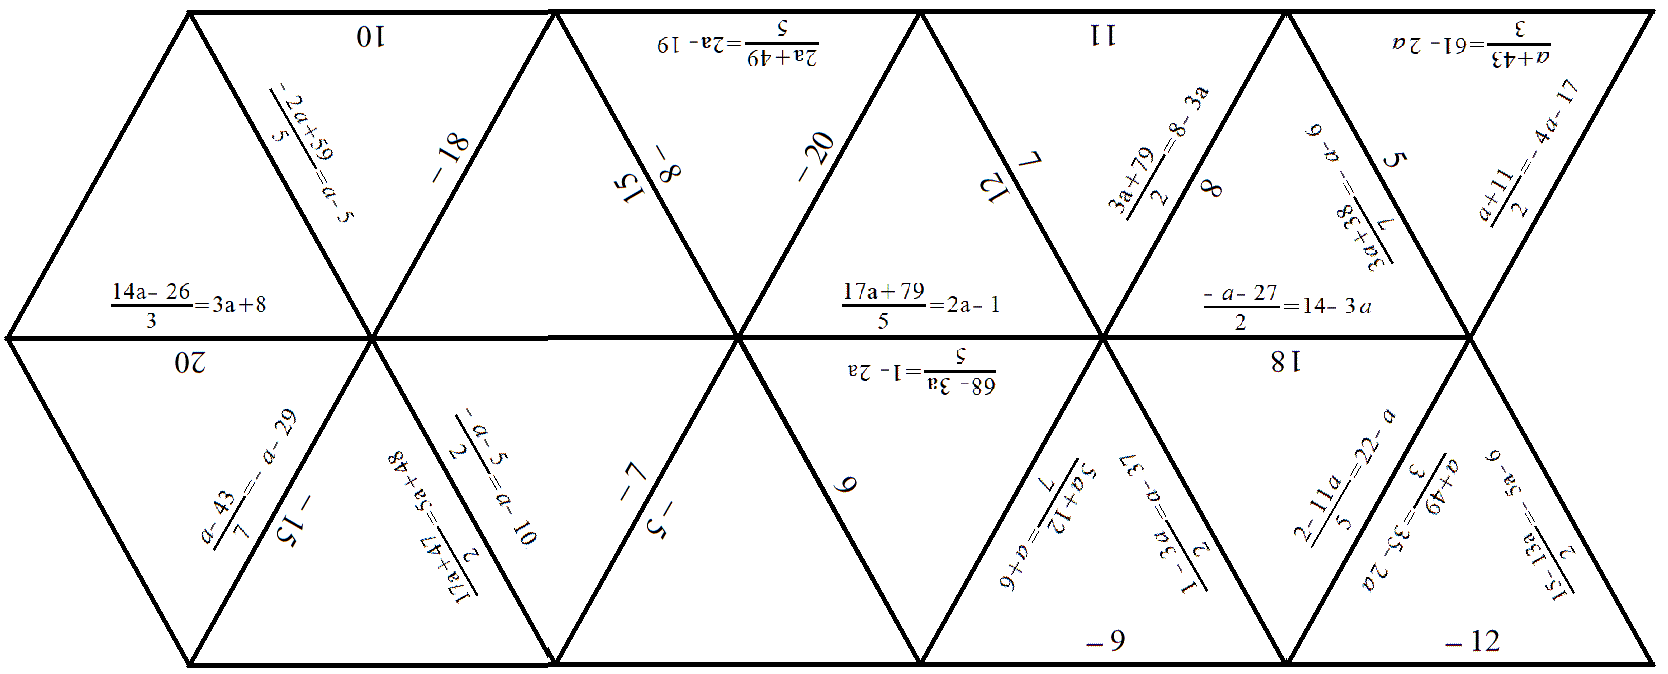 10
2a+49
5
=2a-19
11
a+43
3
=61-2a
-2a+59
5
=a-5
-18
-8
15
-20
7
12
3a+79
2
=8-3a
8
3a+38
7
=-a-6
5
a+11
2
=-4a-17
14a-26
3
=3a+8
17a+79
5
=2a-1
-a-27
2
=14-3a
20
68-3a
5
=1-2a
18
a-43
7
=-a-29
-15
17a+47
2
=5a+48
-a-5
2
=a-10
-7
-5
9
5a+12
7
=a+6
1-3a
2
=a-37
2-11a
5
=22-a
a+49
3
=35-2a
15-13a
2
=-5a-6
-9
-12